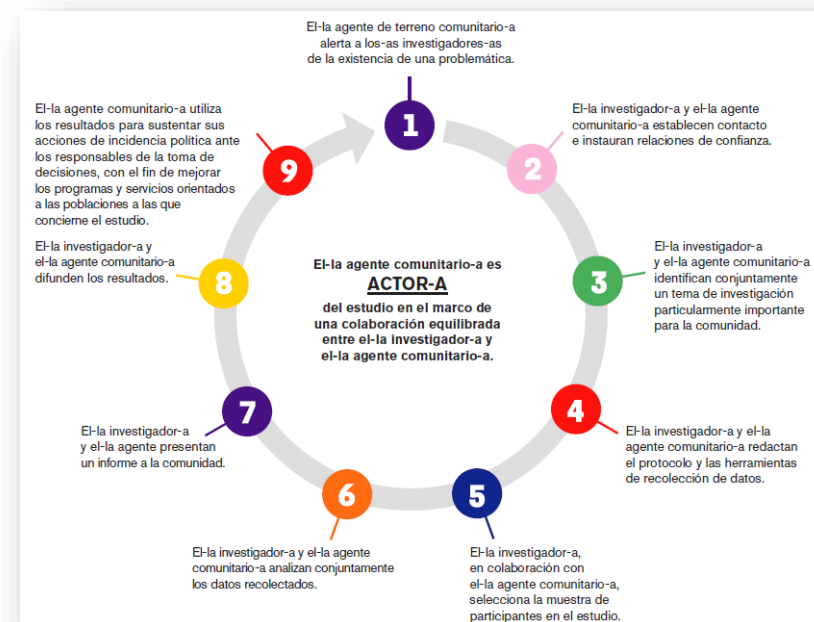 El-la agente de terreno comunitario-a
alerta a los-as investigadores-as
de la existencia de una problemática.
1
El-la investigador-a y el-la agente
comunitario-a establecen contacto
e instauran relaciones de confianza.
2
El-la investigador-a
y el-la agente comunitario-a
identifican conjuntamente
un tema de investigación
particularmente importante
para la comunidad.
3
El-la investigador-a y el-la
agente comunitario-a redactan
el protocolo y las herramientas
de recolección de datos.
4
El-la investigador-a,
en colaboración con
el-la agente comunitario-a,
selecciona la muestra de
participantes en el estudio.
5
El-la investigador-a y el-la agente
comunitario-a analizan conjuntamente
los datos recolectados.
6
El-la investigador-a
y el-la agente presentan
un informe a la comunidad.
7
El-la investigador-a y
el-la agente comunitario-a
difunden los resultados.
8
El-la agente comunitario-a utiliza
los resultados para sustentar sus
acciones de incidencia política ante
los responsables de la toma de
decisiones, con el fin de mejorar
los programas y servicios orientados
a las poblaciones a las que
concierne el estudio.
9
El-la agente comunitario-a es
ACTOR-A
del estudio en el marco de
una colaboración equilibrada
entre el-la investigador-a y
el-la agente comunitario-a.